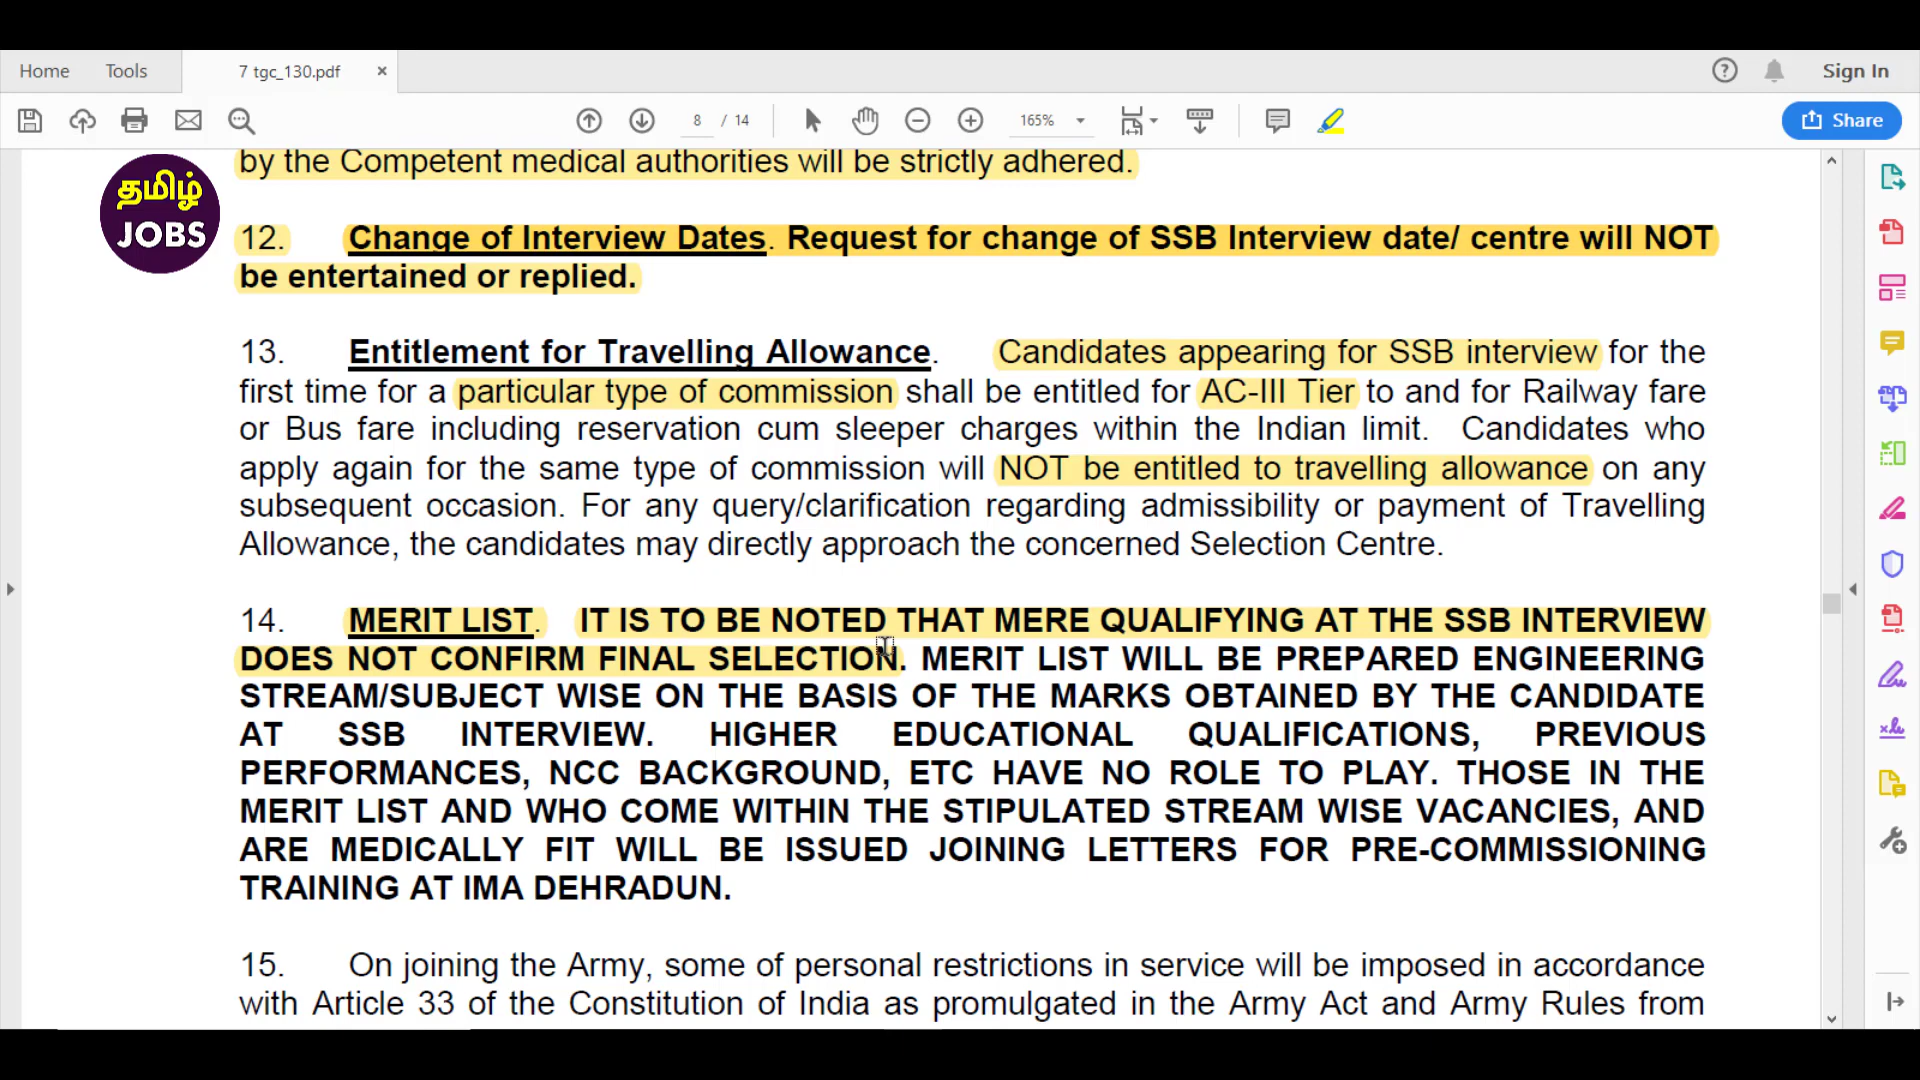 Home Tools 7 tgc_130.pdf × ? Sign In
8 / 14 165% Share
by the Competent medical authorities will be strictly adhered.
தமிழ்
JOBS
12. Change of Interview Dates. Request for change of SSB Interview date/ centre will NOT
be entertained or replied.
13. Entitlement for Travelling Allowance. Candidates appearing for SSB interview for the
first time for a particular type of commission shall be entitled for AC-III Tier to and for Railway fare
or Bus fare including reservation cum sleeper charges within the Indian limit. Candidates who
apply again for the same type of commission will NOT be entitled to travelling allowance on any
subsequent occasion. For any query/clarification regarding admissibility or payment of Travelling
Allowance, the candidates may directly approach the concerned Selection Centre.
14. MERIT LIST. IT IS TO BE NOTED THAT MERE QUALIFYING AT THE SSB INTERVIEW
DOES NOT CONFIRM FINAL SELECTION. MERIT LIST WILL BE PREPARED ENGINEERING
STREAM/SUBJECT WISE ON THE BASIS OF THE MARKS OBTAINED BY THE CANDIDATE
AT SSB INTERVIEW. HIGHER EDUCATIONAL QUALIFICATIONS, PREVIOUS
PERFORMANCES, NCC BACKGROUND, ETC HAVE NO ROLE TO PLAY. THOSE IN THE
MERIT LIST AND WHO COME WITHIN THE STIPULATED STREAM WISE VACANCIES, AND
ARE MEDICALLY FIT WILL BE ISSUED JOINING LETTERS FOR PRE-COMMISSIONING
TRAINING AT IMA DEHRADUN.
15. On joining the Army, some of personal restrictions in service will be imposed in accordance
with Article 33 of the Constitution of India as promulgated in the Army Act and Army Rules from